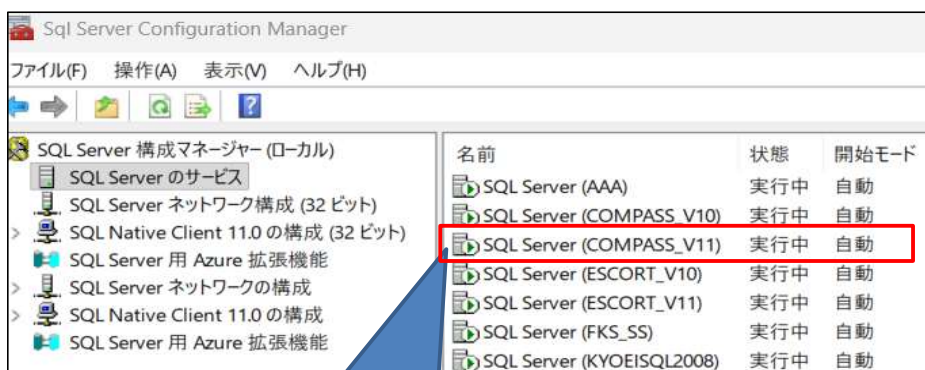 Sql Server Configuration Manager
ファイル(F) 操作(A) 表示(V) ヘルプ(H)
SQL Server 構成マネージャー (ローカル)
SQL Server のサービス
SQL Server ネットワーク構成 (32 ビット)
SQL Native Client 11.0 の構成 (32 ビット)
SQL Server 用 Azure 拡張機能
SQL Server ネットワークの構成
SQL Native Client 11.0 の構成
SQL Server 用 Azure 拡張機能
名前 状態 開始モード
SQL Server (AAA) 実行中 自動
SQL Server (COMPASS_V10) 実行中 自動
SQL Server (COMPASS_V11) 実行中 自動
SQL Server (ESCORT_V10) 実行中 自動
SQL Server (ESCORT_V11) 実行中 自動
SQL Server (FKS_SS) 実行中 自動
SQL Server (KYOEISQL2008) 実行中 自動